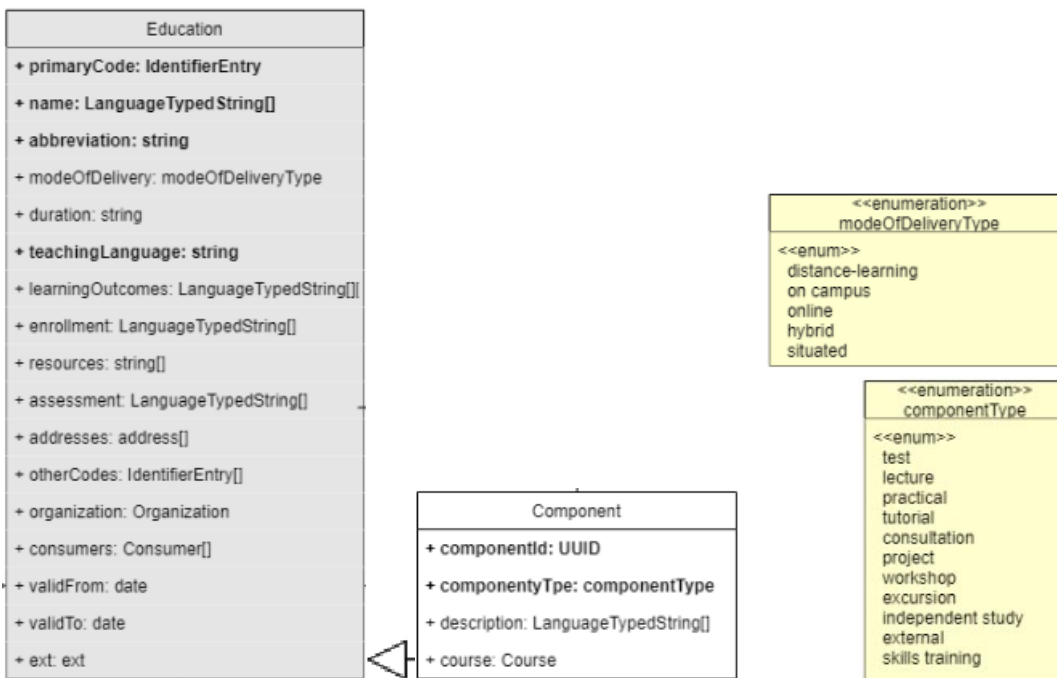 Education
+ primaryCode: IdentifierEntry
+ name: LanguageTypedString[]
+ abbreviation: string
+ modeOfDelivery: modeOfDeliveryType
+ duration: string
+ teachingLanguage: string
+ learningOutcomes: LanguageTypedString[][
+ enrollment: LanguageTypedString[]
+ resources: string[]
+ assessment: LanguageTypedString[]
+ addresses: address[]
+ otherCodes: IdentifierEntry[]
+ organization: Organization
+ consumers: Consumer[]
+ validFrom: date
+ validTo: date
+ ext: ext
Component
+ componentId: UUID
+ componentyTpe: componentType
+ description: LanguageTypedString[]
+ course: Course
<<enumeration>>
modeOfDeliveryType
<<enum>>
distance-learning
on campus
online
hybrid
situated
<<enumeration>>
componentType
<<enum>>
test
lecture
practical
tutorial
consultation
project
workshop
excursion
independent study
external
skills training